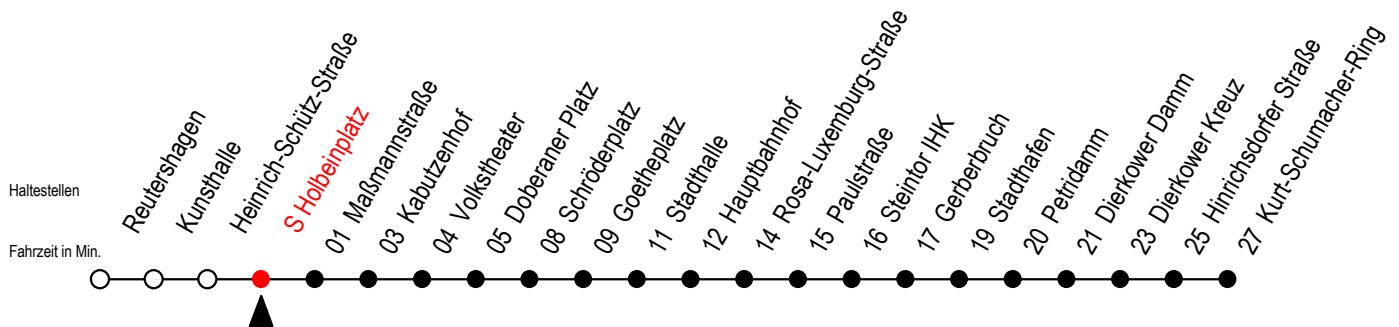 Haltestellen
Fahrzeit in Min.
Reutershagen
Kunsthalle
Heinrich-Schütz-Straße
S Holbeinplatz
01 Maßmannstraße
03 Kabutzenhof
04 Volkstheater
05 Doberaner Platz
08 Schröderplatz
09 Goetheplatz
11 Stadthalle
12 Hauptbahnhof
14 Rosa-Luxemburg-Straße
15 Paulstraße
16 Steintor IHK
17 Gerberbruch
19 Stadthafen
20 Petridamm
21 Dierkower Damm
23 Dierkower Kreuz
25 Hinrichsdorfer Straße
27 Kurt-Schumacher-Ring